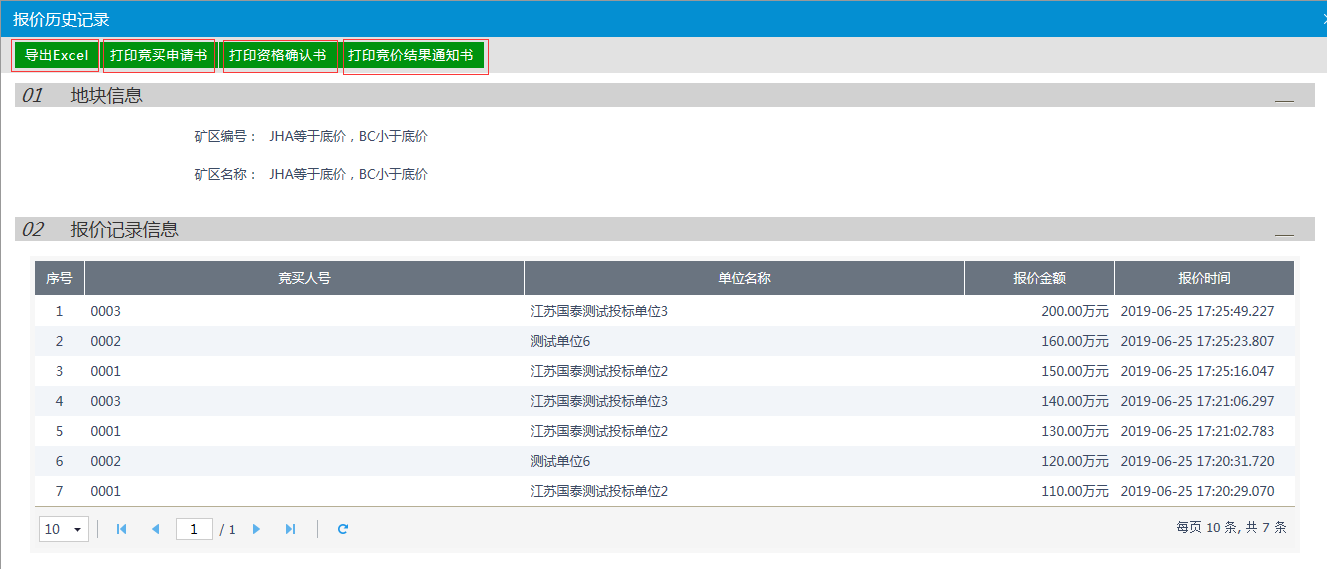 报价历史记录
导出Excel 打印竞买申请书 打印资格确认书 打印竞价结果通知书
01 地块信息
矿区编号： JHA等于底价，BC小于底价
矿区名称： JHA等于底价，BC小于底价
02 报价记录信息
序号 竞买人号 单位名称 报价金额 报价时间
1 0003 江苏国泰测试投标单位3 200.00万元 2019-06-25 17:25:49.227
2 0002 测试单位6 160.00万元 2019-06-25 17:25:23.807
3 0001 江苏国泰测试投标单位2 150.00万元 2019-06-25 17:25:16.047
4 0003 江苏国泰测试投标单位3 140.00万元 2019-06-25 17:21:06.297
5 0001 江苏国泰测试投标单位2 130.00万元 2019-06-25 17:21:02.783
6 0002 测试单位6 120.00万元 2019-06-25 17:20:31.720
7 0001 江苏国泰测试投标单位2 110.00万元 2019-06-25 17:20:29.070
10 1 / 1 每页 10 条, 共 7 条